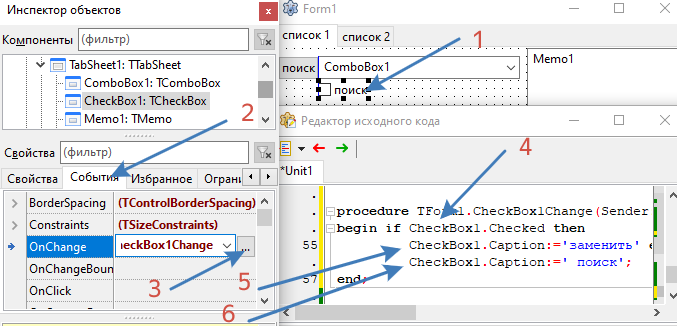 Инспектор объектов
Компоненты (фильтр)
TabSheet1: TTabSheet
ComboBox1: TComboBox
CheckBox1: TCheckBox
Memo1: TMemo
2
Свойства (фильтр)
Свойства События Избранное Ограни
BorderSpacing (TControlBorderSpacing)
Constraints (TSizeConstraints)
OnChange heckBox1Change ...
OnChangeBoun
OnClick
3
5
6
Form1
список 1 список 2
1
поиск ComboBox1
поиск
Memo1
Редактор исходного кода
4
*Unit1
procedure TForm1.CheckBox1Change(Sender
begin if CheckBox1.Checked then
55 CheckBox1.Caption:='заменить' e
CheckBox1.Caption:=' поиск';
57 end;